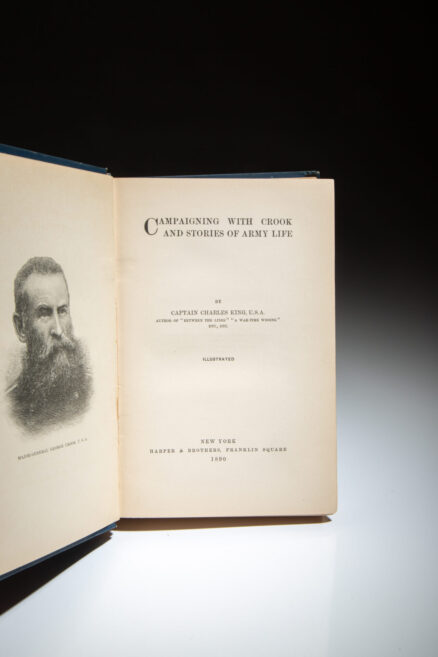 MAJOR-GENERAL GEORGE CROOK, U.S.A.
CAMPAIGNING WITH CROOK
AND STORIES OF ARMY LIFE
BY
CAPTAIN CHARLES KING, U.S.A.
AUTHOR OF "BETWEEN THE LINES" "A WAR-TIME WOOING"
ETC., ETC.
ILLUSTRATED
NEW YORK
HARPER & BROTHERS, FRANKLIN SQUARE
1890